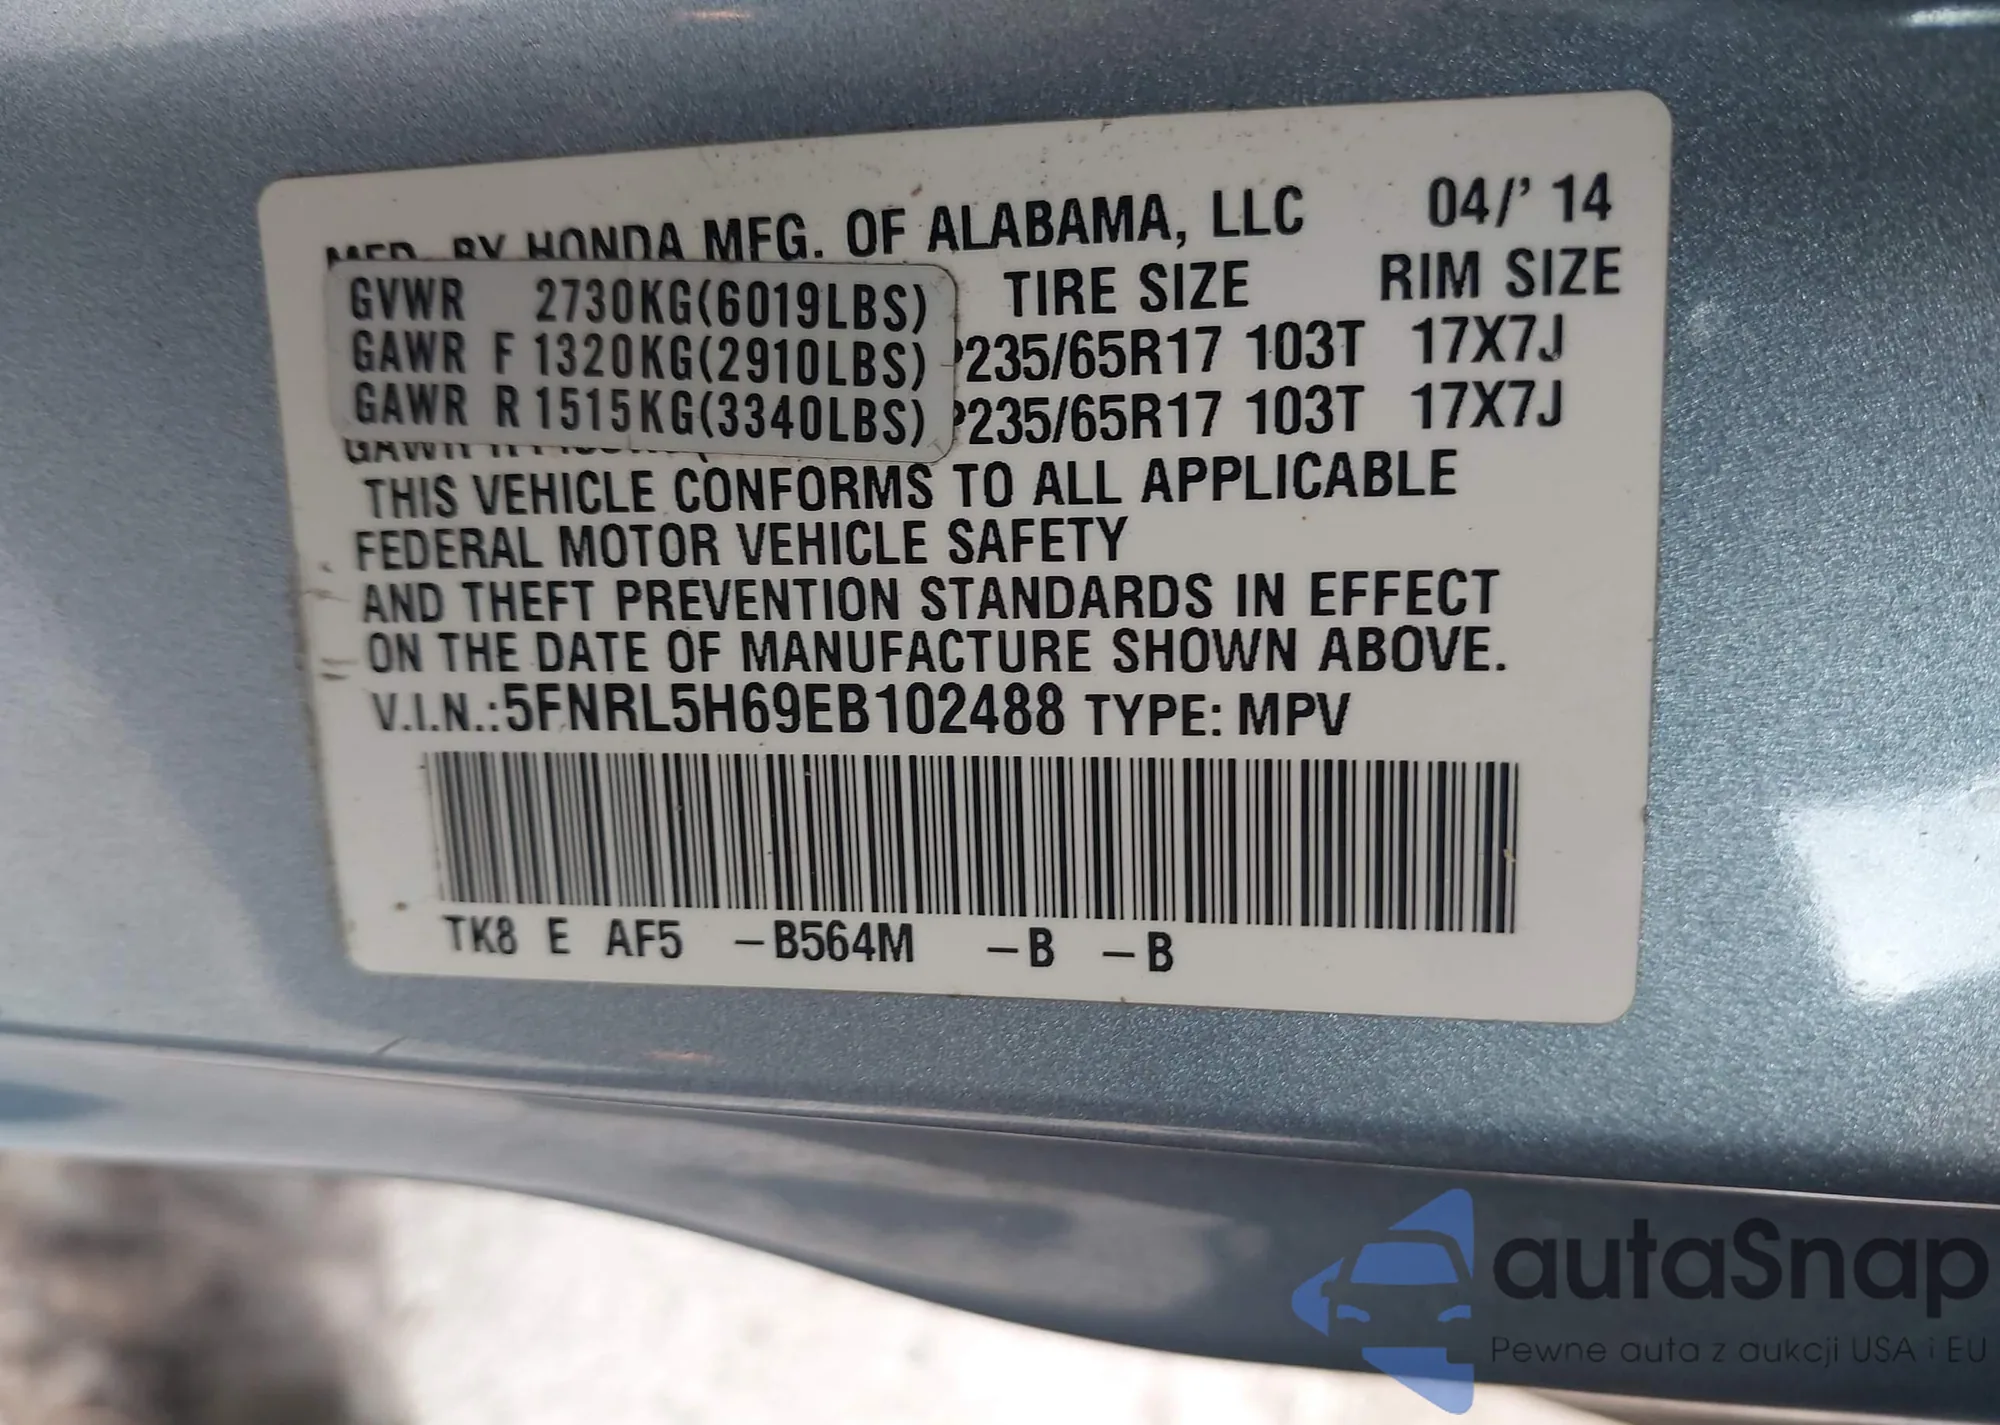 MFD. BY HONDA MFG. OF ALABAMA, LLC 04/' 14
GVWR 2730KG(6019LBS) TIRE SIZE RIM SIZE
GAWR F 1320KG(2910LBS) P235/65R17 103T 17X7J
GAWR R 1515KG(3340LBS) P235/65R17 103T 17X7J
THIS VEHICLE CONFORMS TO ALL APPLICABLE
FEDERAL MOTOR VEHICLE SAFETY
AND THEFT PREVENTION STANDARDS IN EFFECT
ON THE DATE OF MANUFACTURE SHOWN ABOVE.
V.I.N.:5FNRL5H69EB102488 TYPE: MPV
TK8 E AF5 –B564M –B –B
autaSnap
Pewne auta z aukcji USA i EU